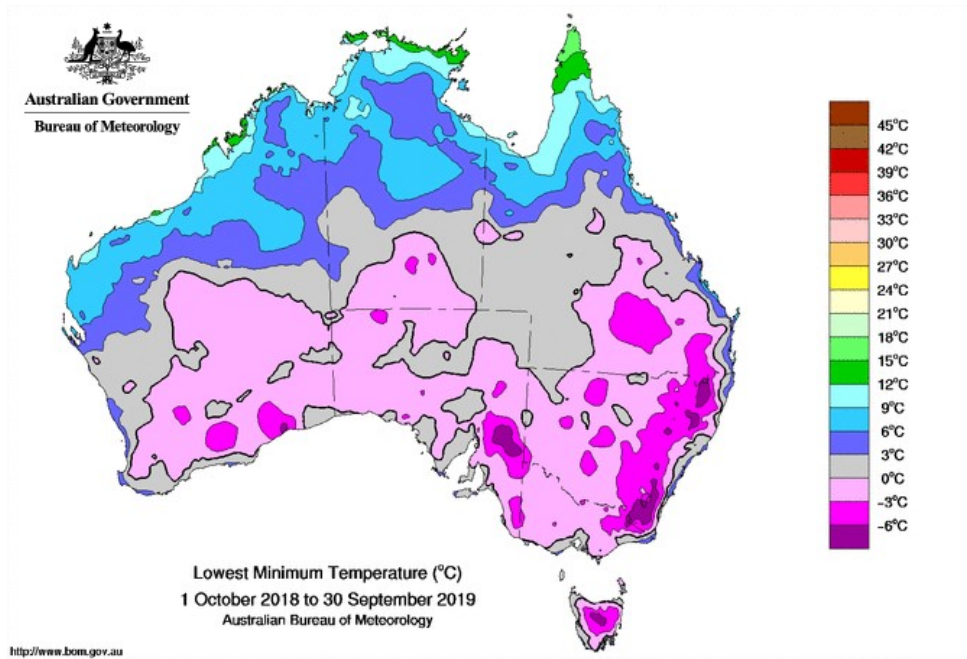 Australian Government
Bureau of Meteorology
45°C
42°C
39°C
36°C
33°C
30°C
27°C
24°C
21°C
18°C
15°C
12°C
9°C
6°C
3°C
0°C
-3°C
-6°C
Lowest Minimum Temperature (°C)
1 October 2018 to 30 September 2019
Australian Bureau of Meteorology
http://www.bom.gov.au